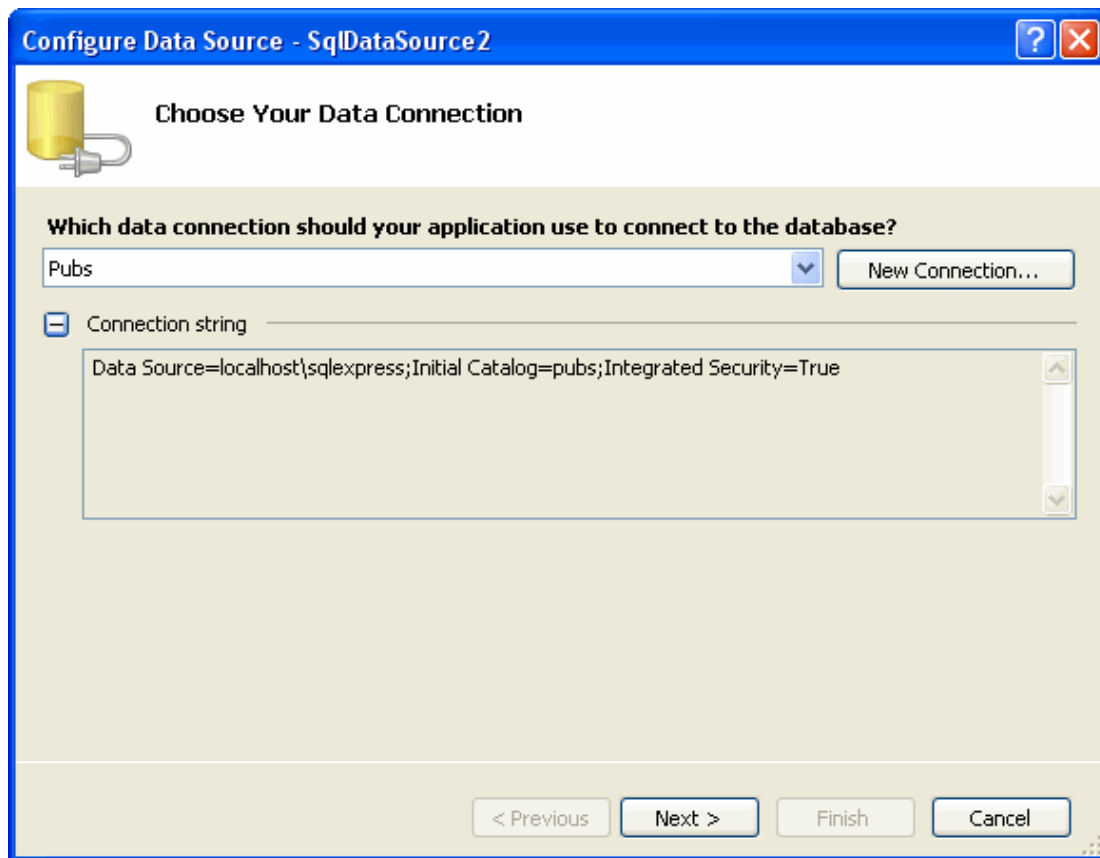 Configure Data Source - SqlDataSource2
Choose Your Data Connection
Which data connection should your application use to connect to the database?
Pubs
New Connection...
Connection string
Data Source=localhost\sqlexpress;Initial Catalog=pubs;Integrated Security=True
< Previous
Next >
Finish
Cancel